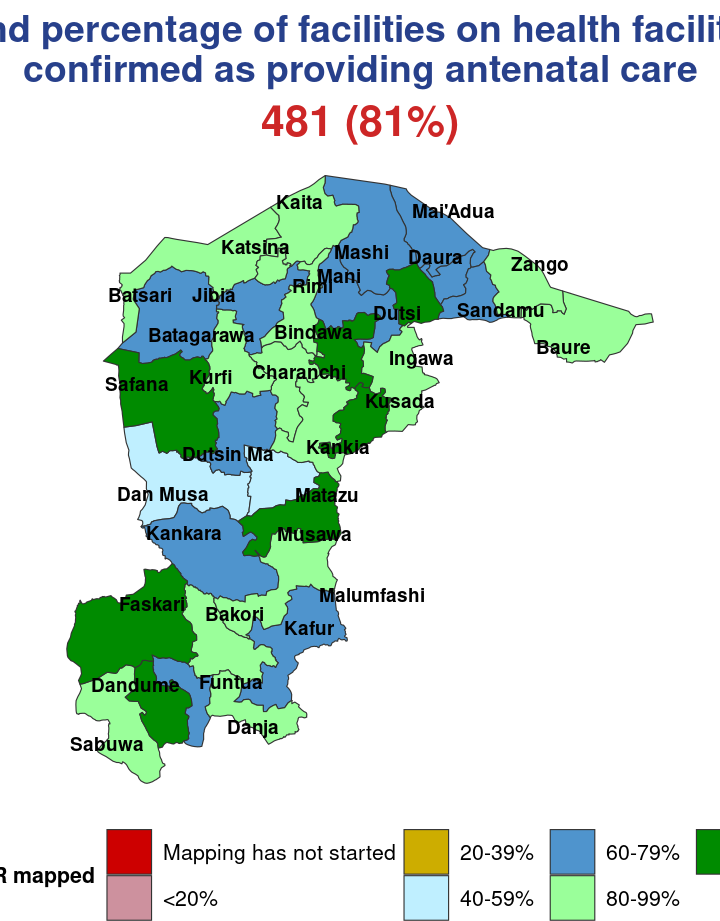 nd percentage of facilities on health facilit
confirmed as providing antenatal care
481 (81%)
Kaita
Mai'Adua
Katsina
Mashi
Daura
Zango
Mani
Rimi
Batsari
Jibia
Sandamu
Dutsi
Batagarawa
Bindawa
Baure
Ingawa
Charanchi
Kurfi
Safana
Kusada
Kankia
Dutsin Ma
Dan Musa
Matazu
Kankara
Musawa
Malumfashi
Faskari
Bakori
Kafur
Dandume
Funtua
Danja
Sabuwa
R mapped
Mapping has not started
<20%
20-39%
40-59%
60-79%
80-99%